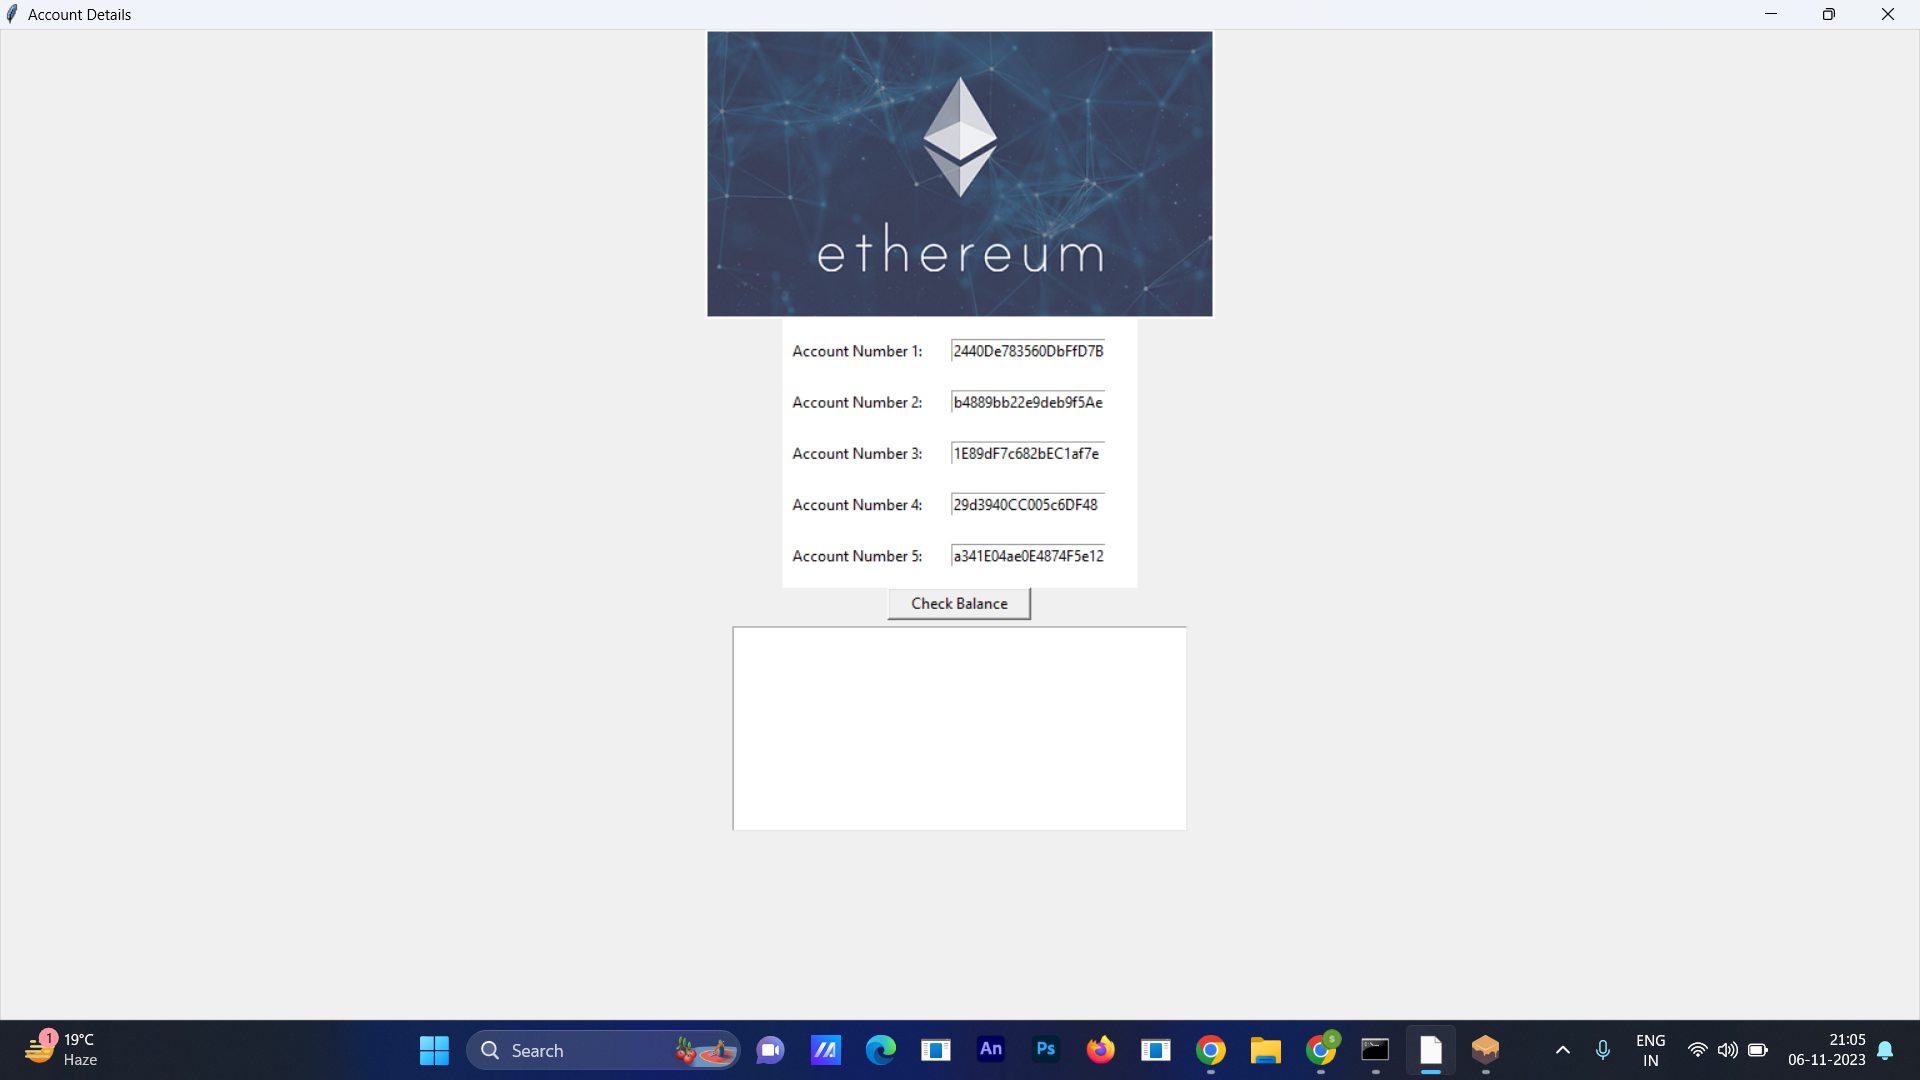 Account Details
ethereum
Account Number 1: 2440De783560DbFfD7B
Account Number 2: b4889bb22e9deb9f5Ae
Account Number 3: 1E89dF7c682bEC1af7e
Account Number 4: 29d3940CC005c6DF48
Account Number 5: a341E04ae0E4874F5e12
Check Balance
1
19°C
Haze
Search
An
Ps
S
ENG
IN
21:05
06-11-2023